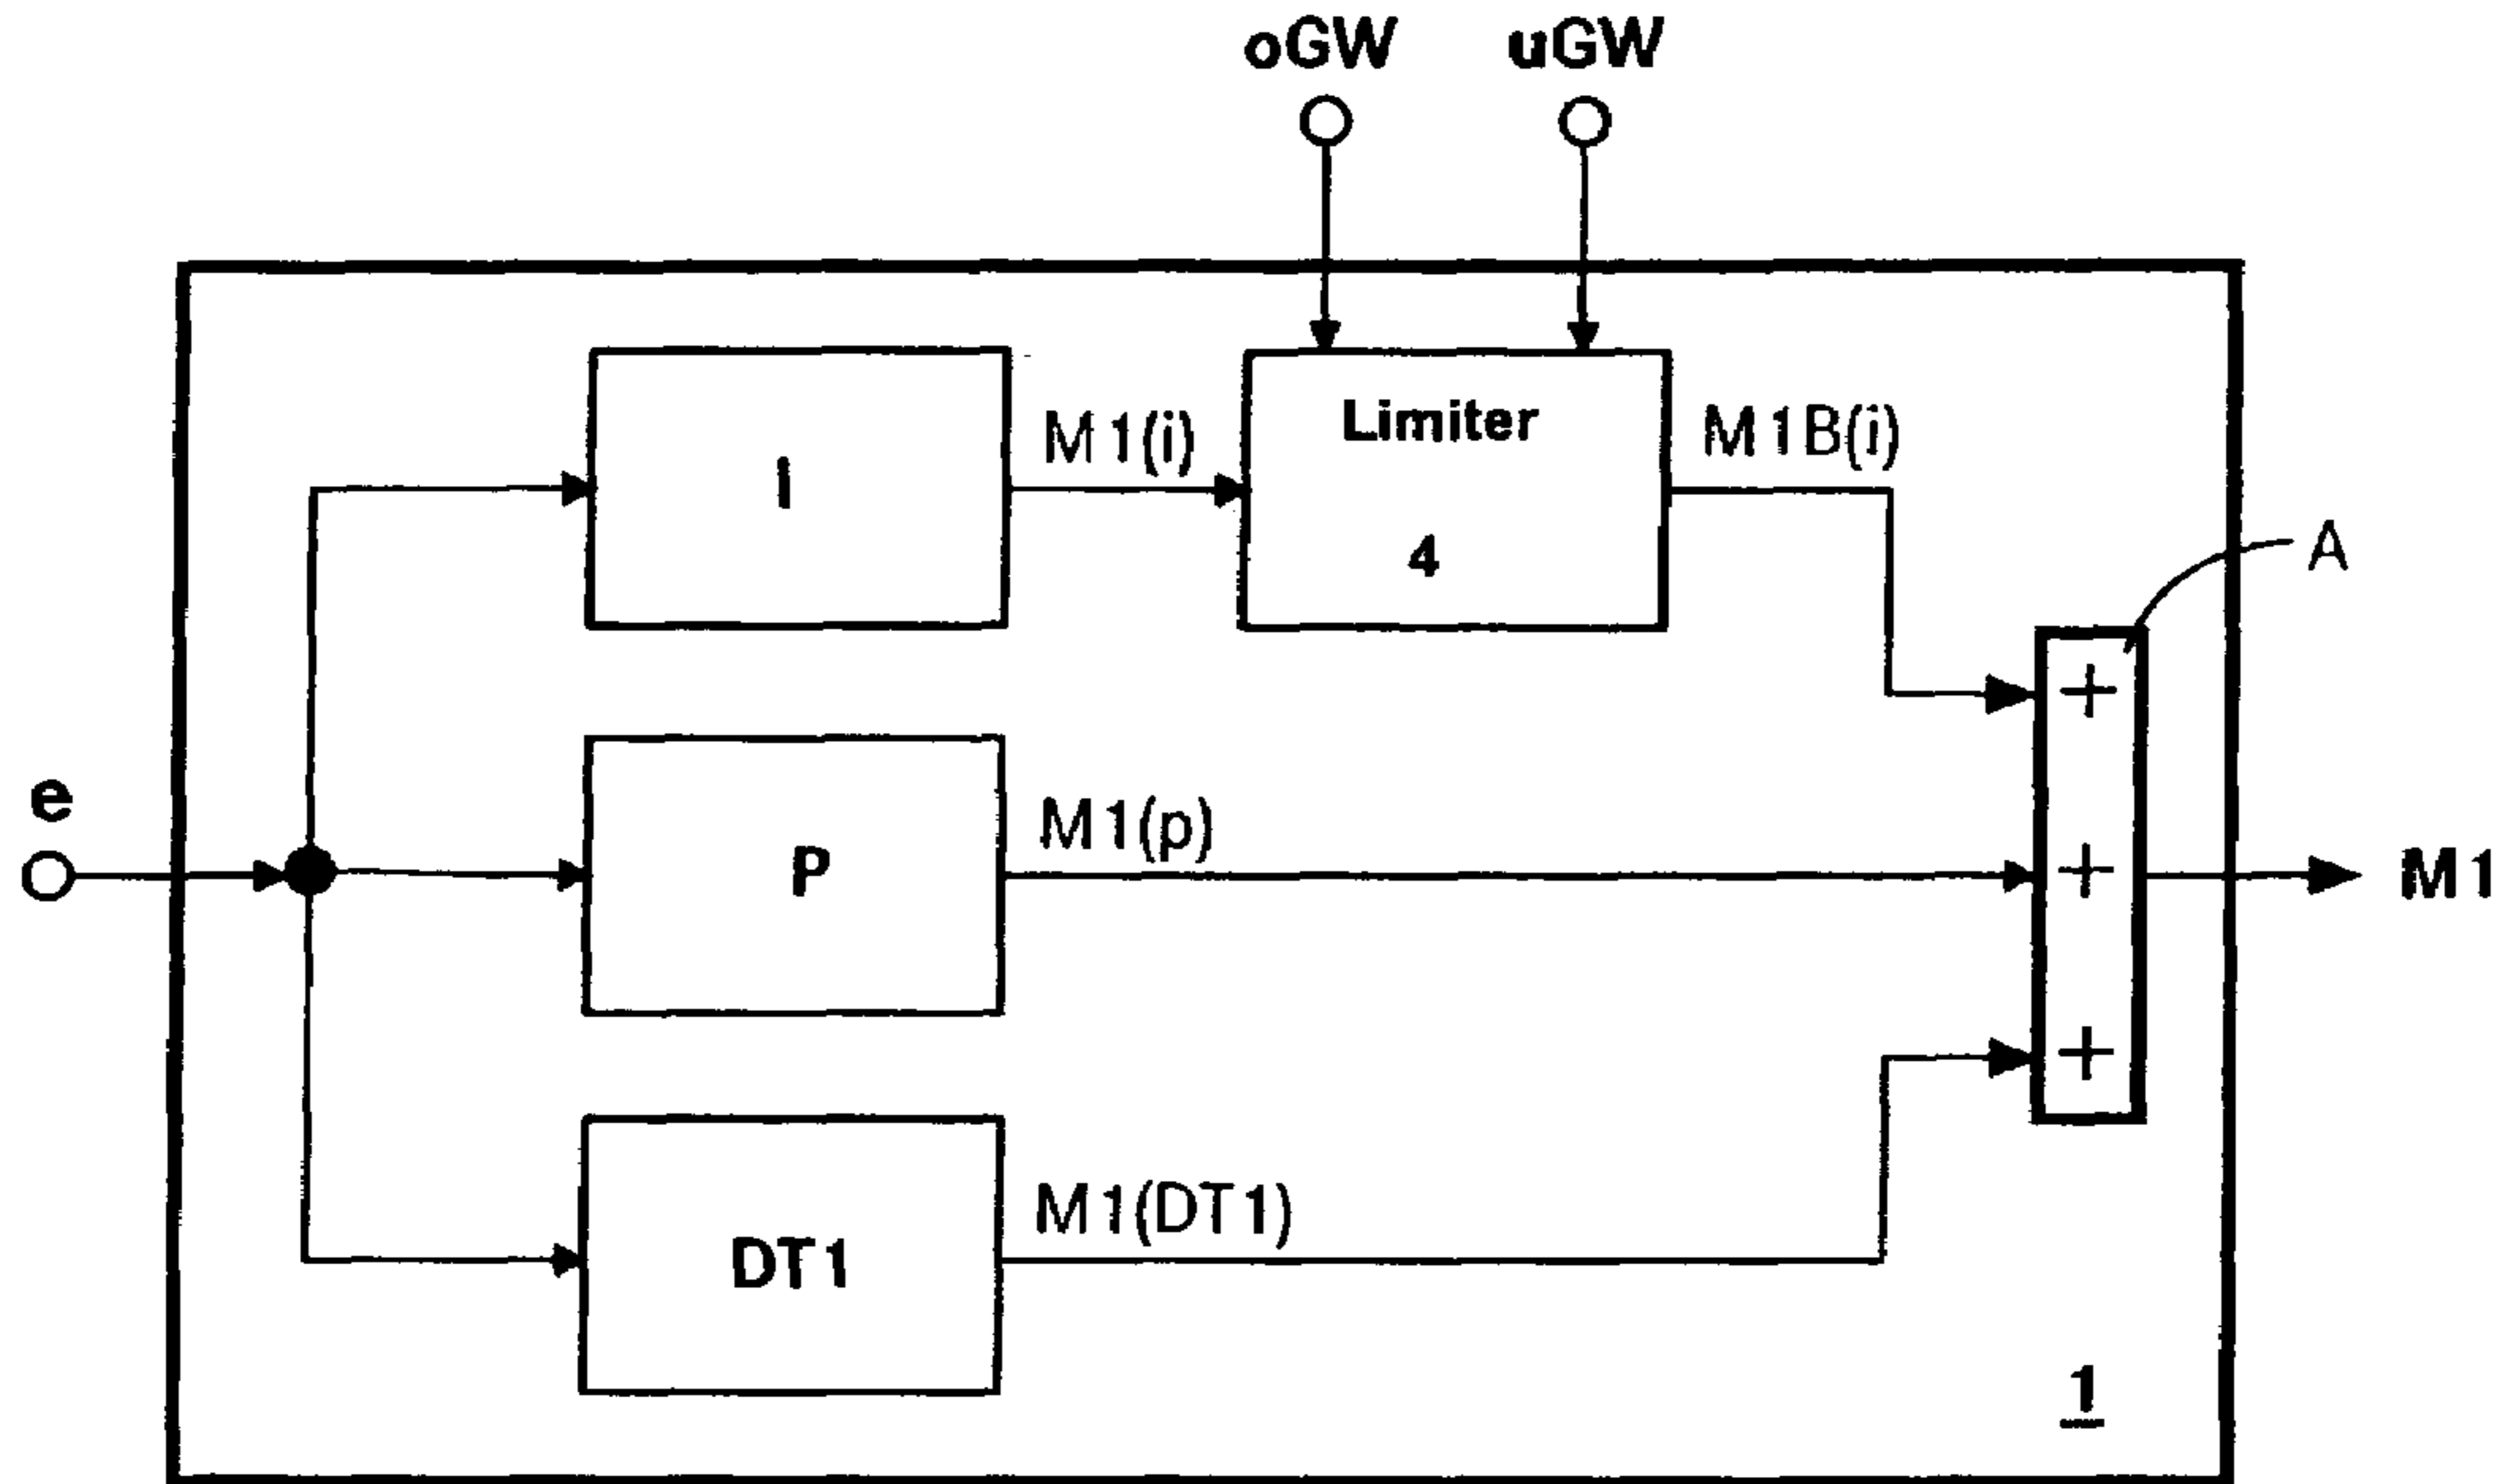 oGW uGW
I
M1(i)
Limiter
4
M1B(i)
A
+
e
P
M1(p)
+
M1
DT1
M1(DT1)
+
1